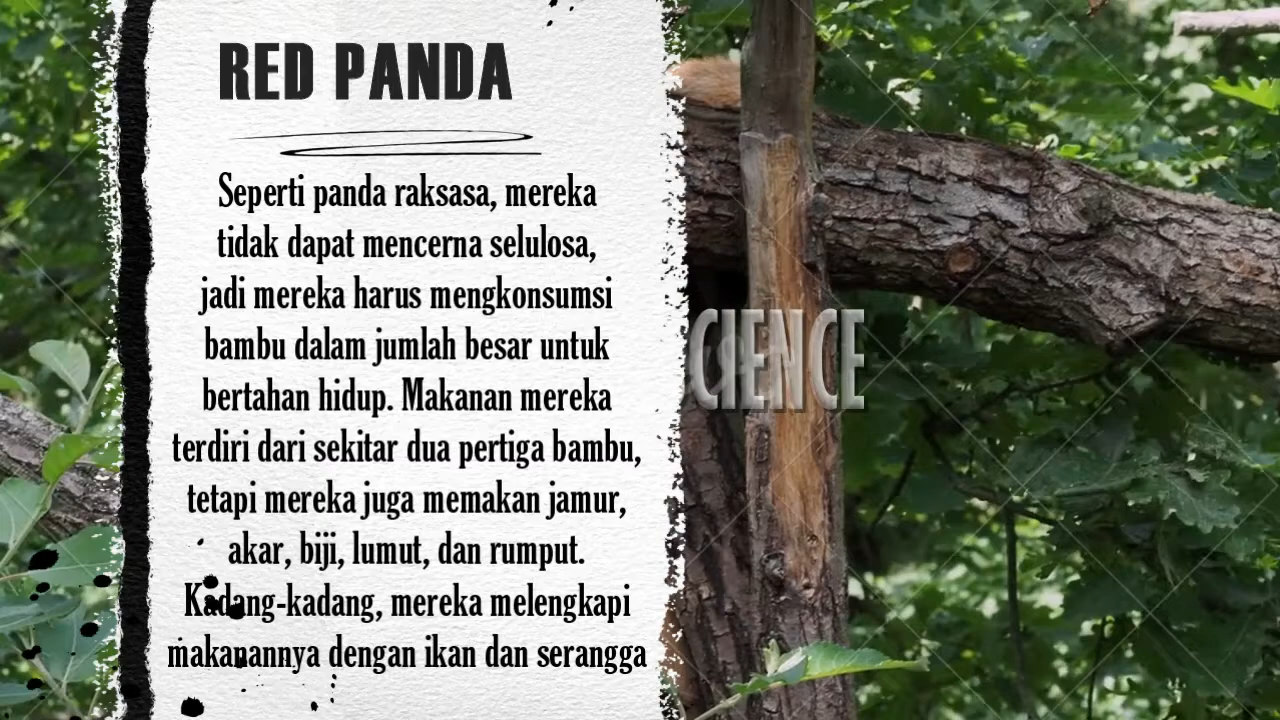 RED PANDA
Seperti panda raksasa, mereka
tidak dapat mencerna selulosa,
jadi mereka harus mengkonsumsi
bambu dalam jumlah besar untuk
bertahan hidup. Makanan mereka
terdiri dari sekitar dua pertiga bambu,
tetapi mereka juga memakan jamur,
akar, biji, lumut, dan rumput.
Kadang-kadang, mereka melengkapi
makanannya dengan ikan dan serangga
CIENCE